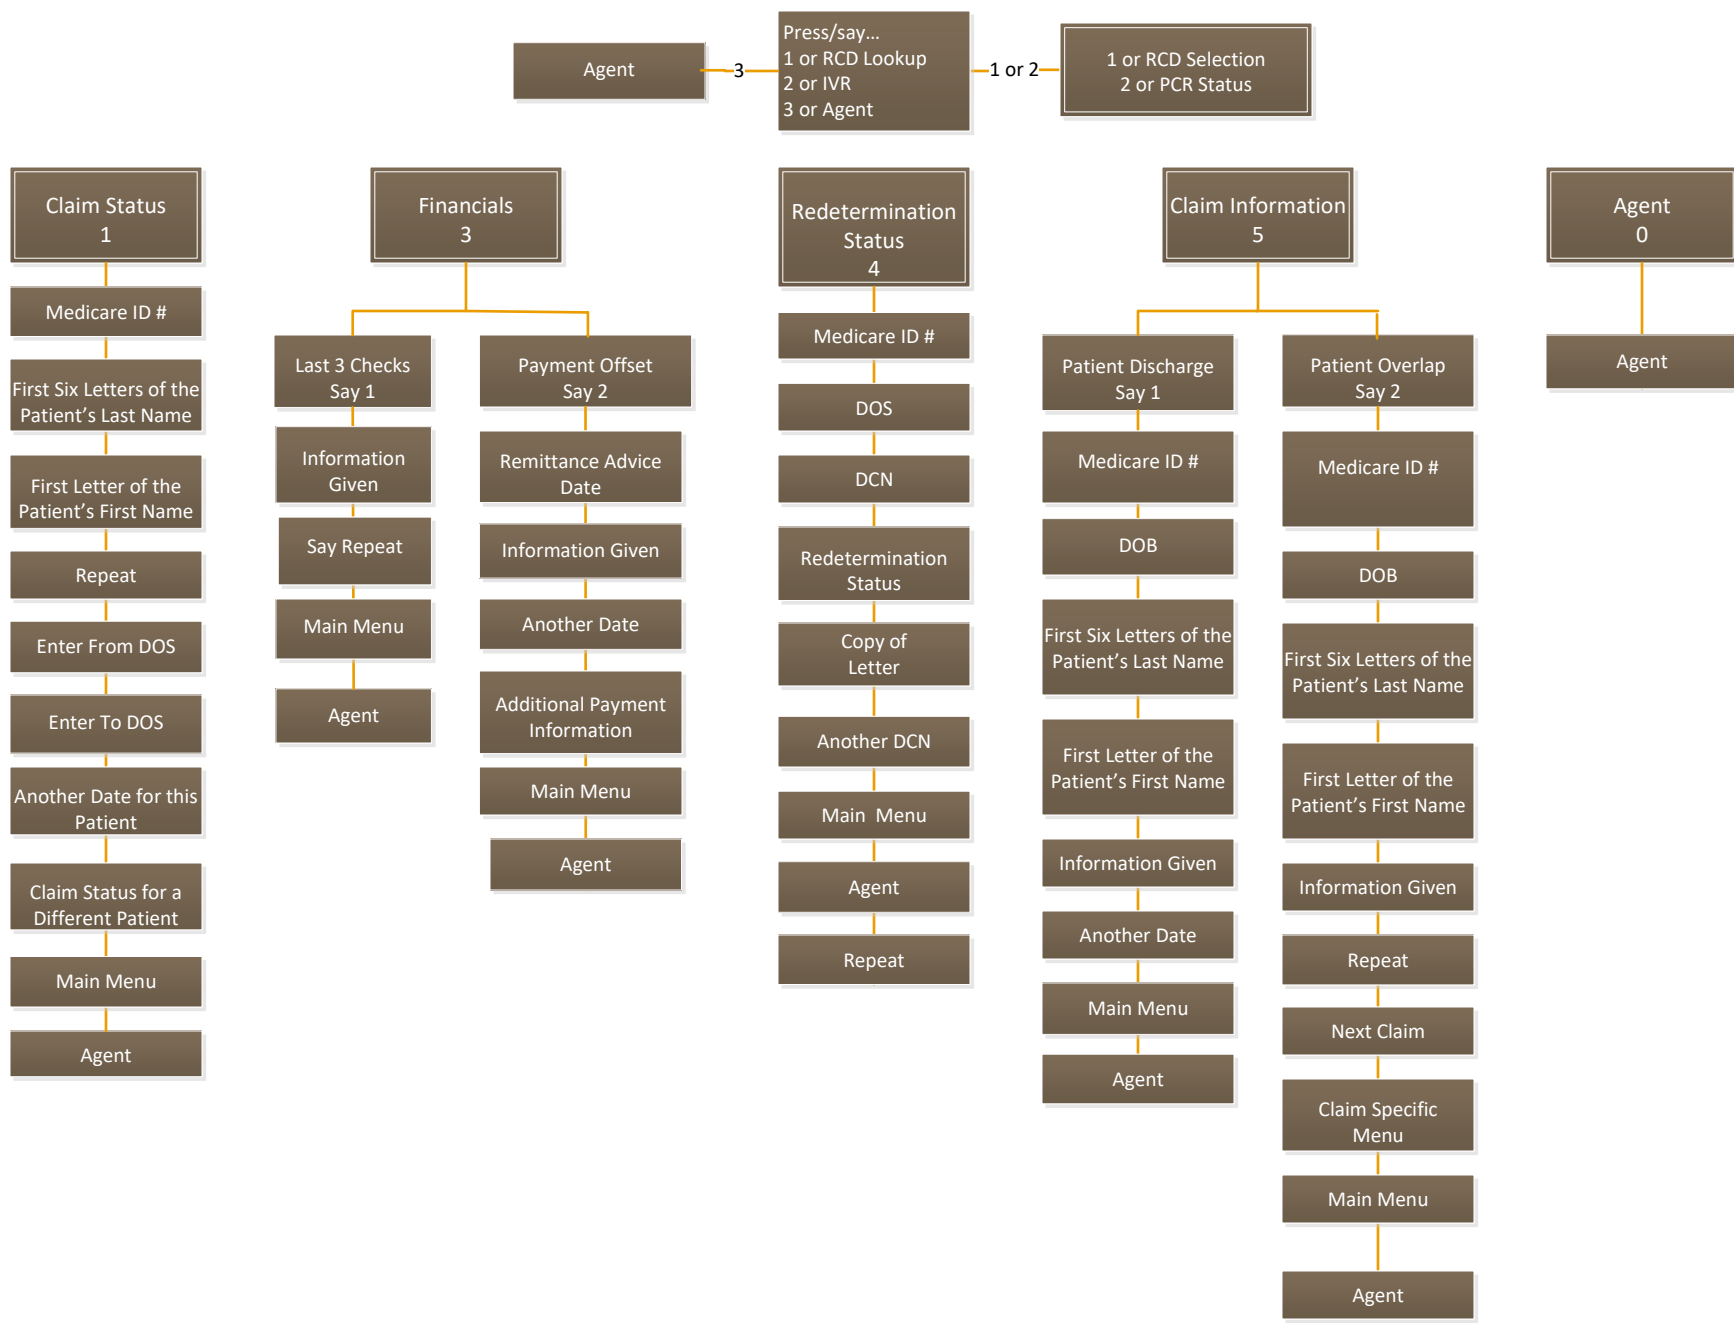 Agent
3
Press/say...
1 or RCD Lookup
2 or IVR
3 or Agent
1 or 2
1 or RCD Selection
2 or PCR Status
Claim Status
1
Medicare ID #
First Six Letters of the
Patient’s Last Name
First Letter of the
Patient’s First Name
Repeat
Enter From DOS
Enter To DOS
Another Date for this
Patient
Claim Status for a
Different Patient
Main Menu
Agent
Financials
3
Last 3 Checks
Say 1
Information
Given
Say Repeat
Main Menu
Agent
Payment Offset
Say 2
Remittance Advice
Date
Information Given
Another Date
Additional Payment
Information
Main Menu
Agent
Redetermination
Status
4
Medicare ID #
DOS
DCN
Redetermination
Status
Copy of
Letter
Another DCN
Main Menu
Agent
Repeat
Claim Information
5
Patient Discharge
Say 1
Medicare ID #
DOB
First Six Letters of the
Patient’s Last Name
First Letter of the
Patient’s First Name
Information Given
Another Date
Main Menu
Agent
Patient Overlap
Say 2
Medicare ID #
DOB
First Six Letters of the
Patient’s Last Name
First Letter of the
Patient’s First Name
Information Given
Repeat
Next Claim
Claim Specific
Menu
Main Menu
Agent
Agent
0
Agent